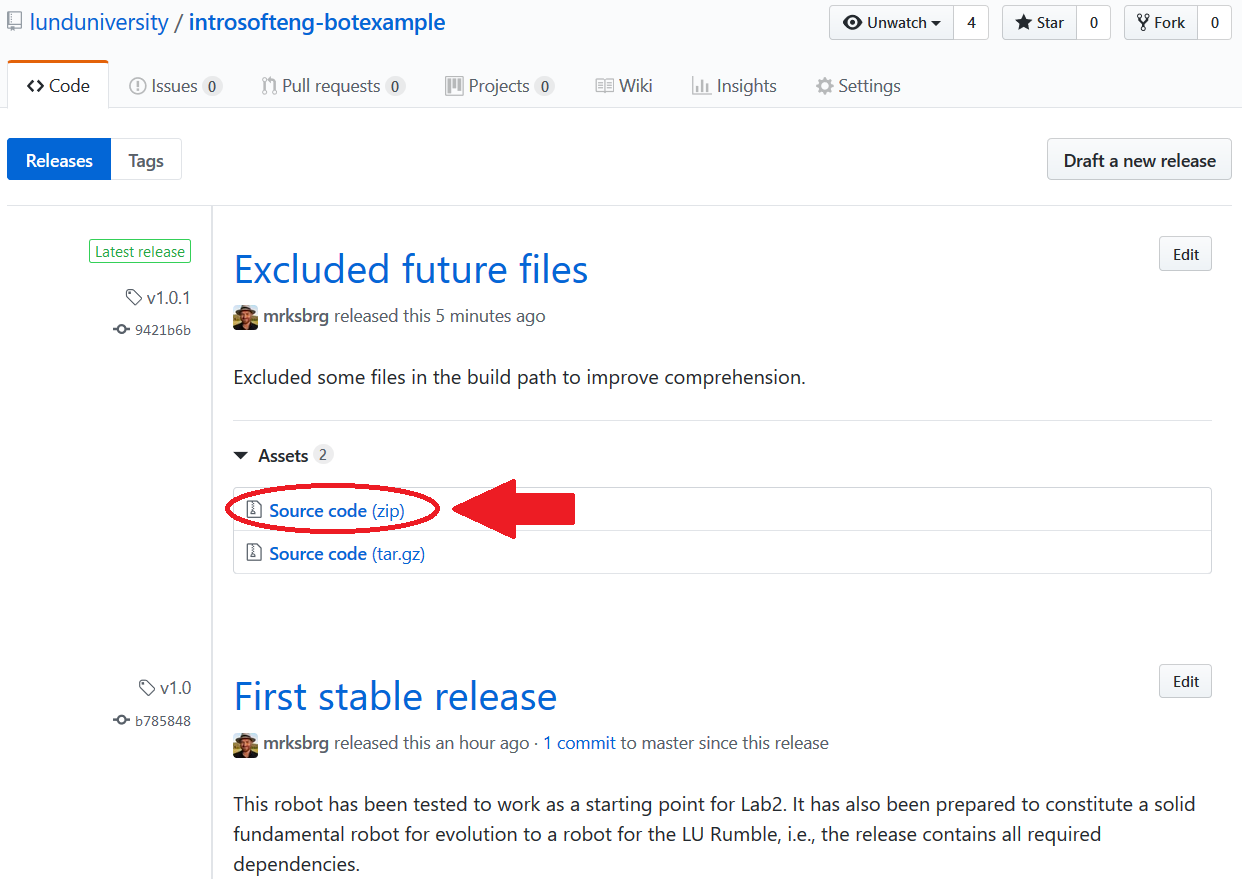 lunduniversity / introsofteng-botexample
Unwatch 4 Star 0 Fork 0
Code Issues 0 Pull requests 0 Projects 0 Wiki Insights Settings
Releases Tags Draft a new release
Latest release
v1.0.1
9421b6b
Excluded future files Edit
mrksbrg released this 5 minutes ago
Excluded some files in the build path to improve comprehension.
Assets 2
Source code (zip)
Source code (tar.gz)
v1.0
b785848
First stable release Edit
mrksbrg released this an hour ago · 1 commit to master since this release
This robot has been tested to work as a starting point for Lab2. It has also been prepared to constitute a solid
fundamental robot for evolution to a robot for the LU Rumble, i.e., the release contains all required
dependencies.